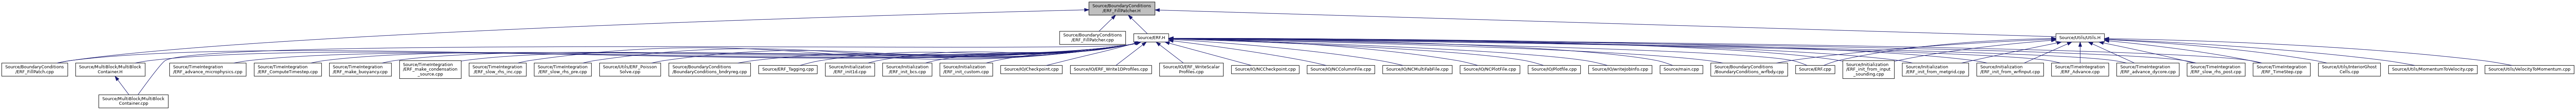 Source/BoundaryConditions
/ERF_FillPatcher.H
Source/BoundaryConditions
/ERF_FillPatcher.cpp
Source/ERF.H
Source/Utils/Utils.H
Source/BoundaryConditions
/ERF_FillPatch.cpp
Source/MultiBlock/MultiBlock
Container.H
Source/TimeIntegration
/ERF_advance_microphysics.cpp
Source/TimeIntegration
/ERF_ComputeTimestep.cpp
Source/TimeIntegration
/ERF_make_buoyancy.cpp
Source/TimeIntegration
/ERF_make_condensation
_source.cpp
Source/TimeIntegration
/ERF_slow_rhs_inc.cpp
Source/TimeIntegration
/ERF_slow_rhs_pre.cpp
Source/Utils/ERF_Poisson
Solve.cpp
Source/BoundaryConditions
/BoundaryConditions_bndryreg.cpp
Source/ERF_Tagging.cpp
Source/Initialization
/ERF_init1d.cpp
Source/Initialization
/ERF_init_bcs.cpp
Source/Initialization
/ERF_init_custom.cpp
Source/IO/Checkpoint.cpp
Source/IO/ERF_Write1DProfiles.cpp
Source/IO/ERF_WriteScalar
Profiles.cpp
Source/IO/NCCheckpoint.cpp
Source/IO/NCColumnFile.cpp
Source/IO/NCMultiFabFile.cpp
Source/IO/NCPlotFile.cpp
Source/IO/Plotfile.cpp
Source/IO/writeJobInfo.cpp
Source/main.cpp
Source/BoundaryConditions
/BoundaryConditions_wrfbdy.cpp
Source/ERF.cpp
Source/Initialization
/ERF_init_from_input
_sounding.cpp
Source/Initialization
/ERF_init_from_metgrid.cpp
Source/Initialization
/ERF_init_from_wrfinput.cpp
Source/TimeIntegration
/ERF_Advance.cpp
Source/TimeIntegration
/ERF_advance_dycore.cpp
Source/TimeIntegration
/ERF_slow_rhs_post.cpp
Source/TimeIntegration
/ERF_TimeStep.cpp
Source/Utils/InteriorGhost
Cells.cpp
Source/Utils/MomentumToVelocity.cpp
Source/Utils/VelocityToMomentum.cpp
Source/MultiBlock/MultiBlock
Container.cpp